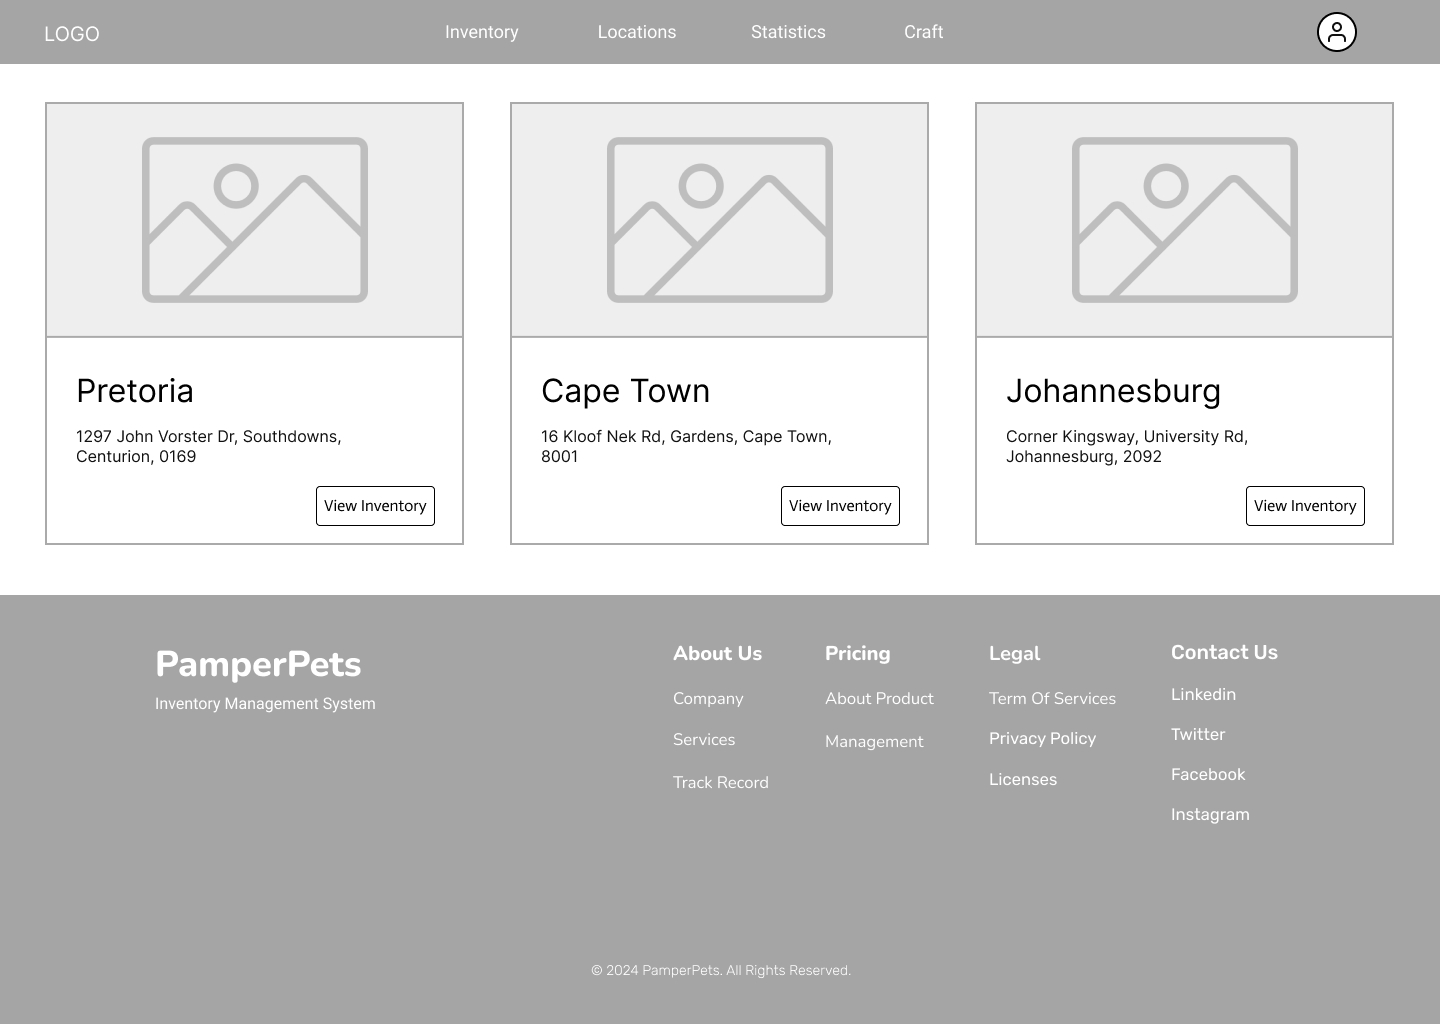 LOGO
Inventory
Locations
Statistics
Craft
Pretoria
1297 John Vorster Dr, Southdowns,
Centurion, 0169
View Inventory
Cape Town
16 Kloof Nek Rd, Gardens, Cape Town,
8001
View Inventory
Johannesburg
Corner Kingsway, University Rd,
Johannesburg, 2092
View Inventory
PamperPets
Inventory Management System
About Us
Company
Services
Track Record
Pricing
About Product
Management
Legal
Term Of Services
Privacy Policy
Licenses
Contact Us
Linkedin
Twitter
Facebook
Instagram
© 2024 PamperPets. All Rights Reserved.